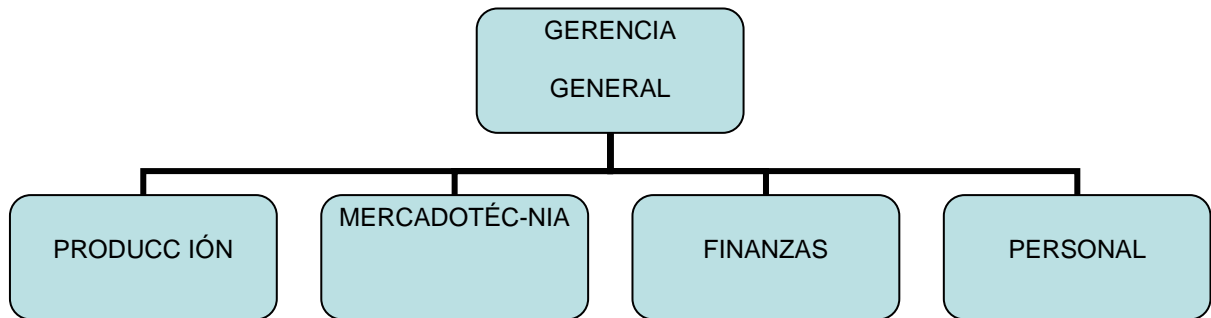 GERENCIA
GENERAL
MERCADOTÉC-NIA
PRODUCC IÓN
FINANZAS
PERSONAL